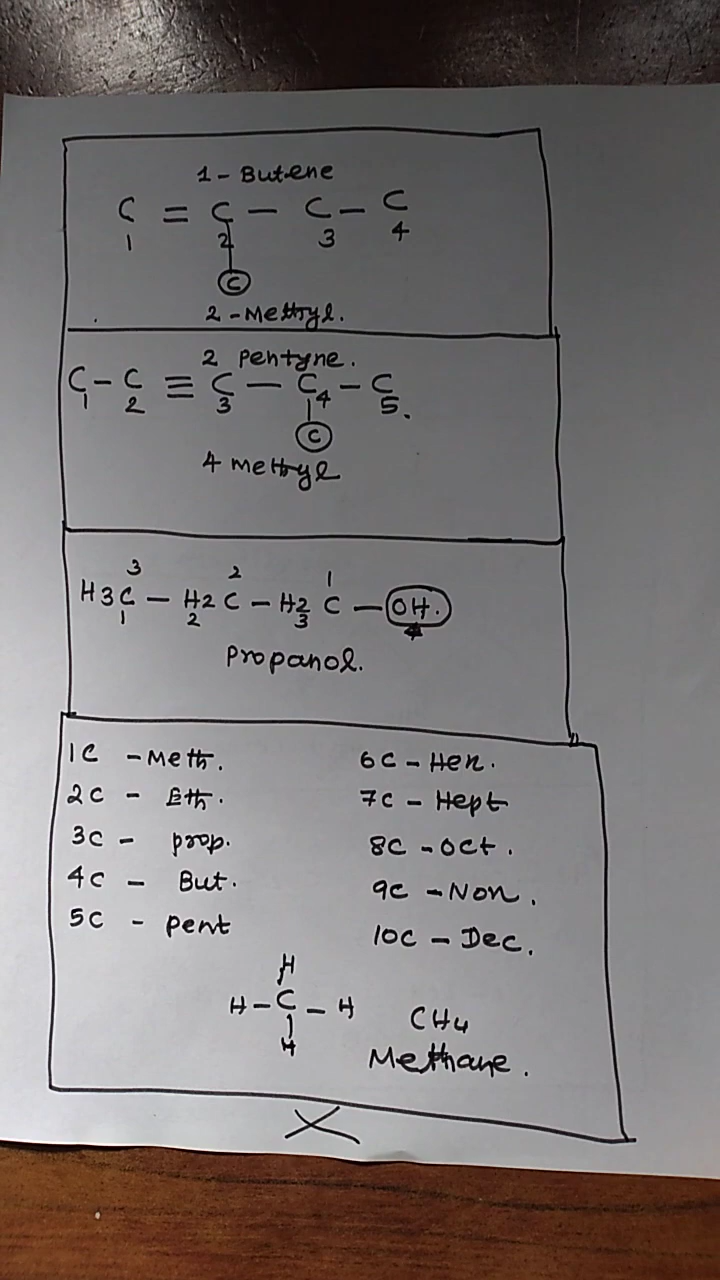 1 - Butene
C = C — C — C
1 2 3 4
C
2 - Methyl.
2 Pentyne.
C - C ≡ C — C - C
1 2 3 4 5.
C
4 Methyl
3 2 1
H3C — H2C — H2C — OH.
1 2 3 4
Propanol.
1C - Meth. 6C - Hen.
2C - Eth. 7C - Hept
3C - prop. 8C - Oct.
4C - But. 9C - Non.
5C - pent 10C - Dec.
H
H - C - H CH4
H
Methane.
X